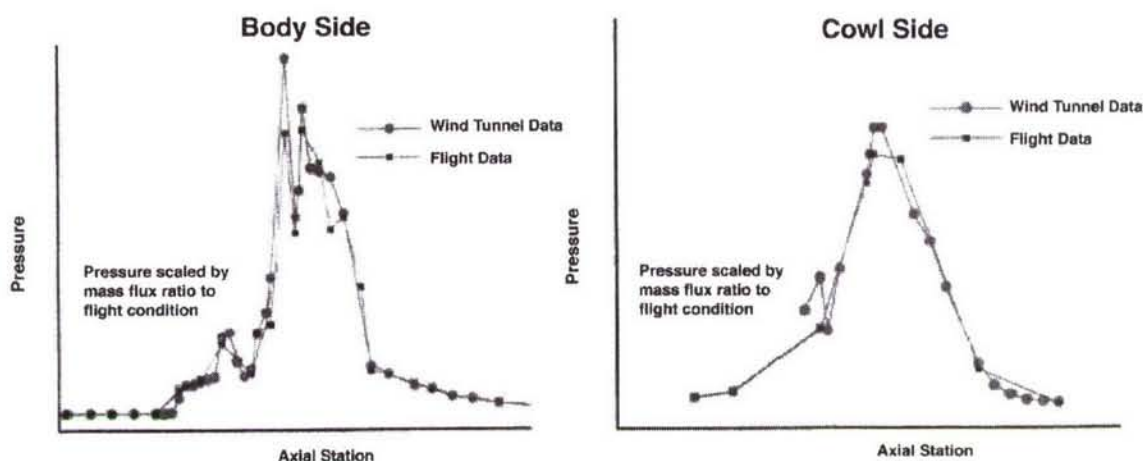 Body Side
Wind Tunnel Data
Flight Data
Pressure
Pressure scaled by
mass flux ratio to
flight condition
Axial Station
Cowl Side
Wind Tunnel Data
Flight Data
Pressure
Pressure scaled by
mass flux ratio to
flight condition
Axial Station